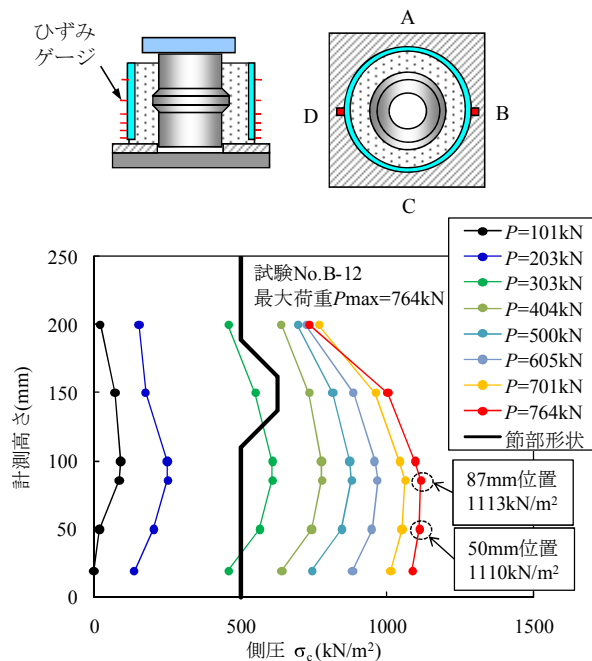 ひずみ
ゲージ
A
D
B
C
250
200
150
100
50
0
計測高さ(mm)
試験No.B-12
最大荷重Pmax=764kN
P=101kN
P=203kN
P=303kN
P=404kN
P=500kN
P=605kN
P=701kN
P=764kN
節部形状
87mm位置
1113kN/m²
50mm位置
1110kN/m²
0
500
1000
1500
側圧 σc(kN/m²)